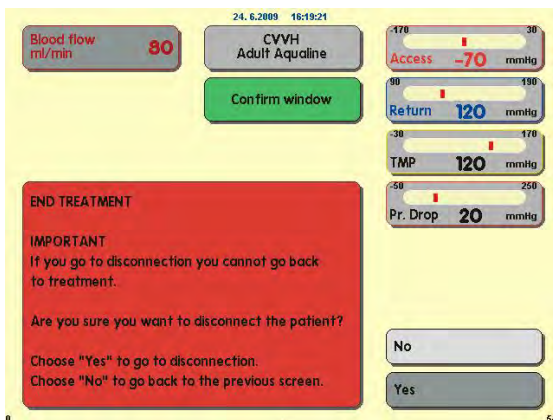 24. 6.2009 16:19:21
Blood flow
ml/min 80
CVVH
Adult Aqualine
Confirm window
-170 30
Access -70 mmHg
90 190
Return 120 mmHg
-30 170
TMP 120 mmHg
-50 250
Pr. Drop 20 mmHg
END TREATMENT
IMPORTANT
If you go to disconnection you cannot go back
to treatment.
Are you sure you want to disconnect the patient?
Choose "Yes" to go to disconnection.
Choose "No" to go back to the previous screen.
No
Yes